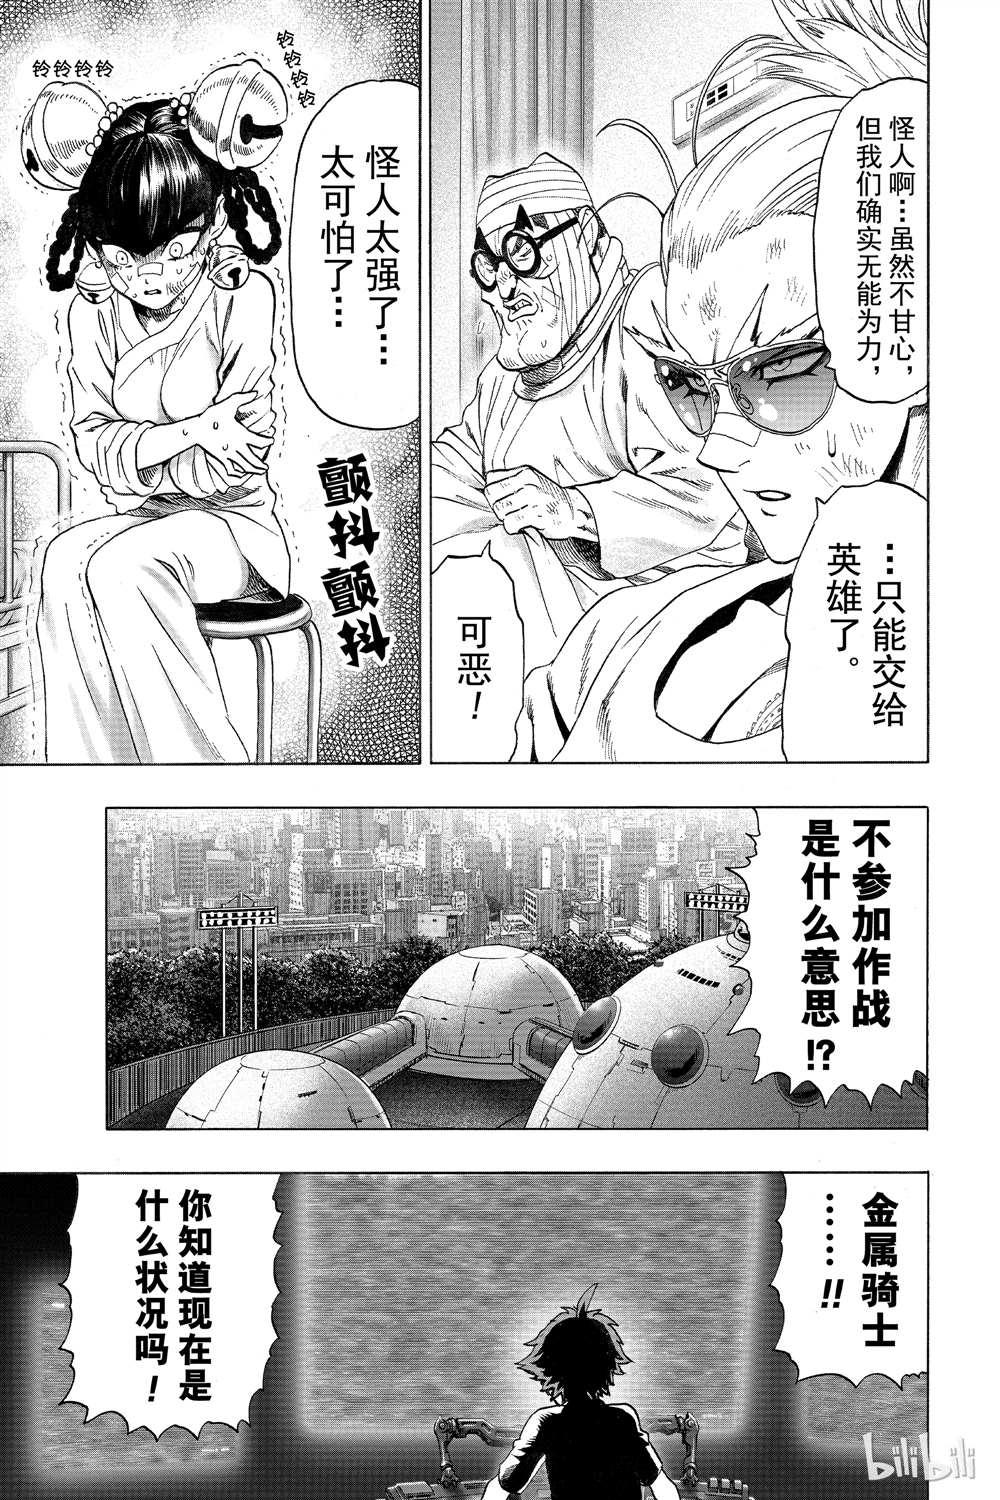 怪人啊…虽然不甘心，
但我们确实无能为力，
…只能交给
英雄了。
可恶！
怪人太强了…
太可怕了…
铃铃铃铃
铃铃铃铃
颤抖颤抖
不参加作战
是什么意思!?
金属骑士
……!!
你知道现在是
什么状况吗！
bilibili